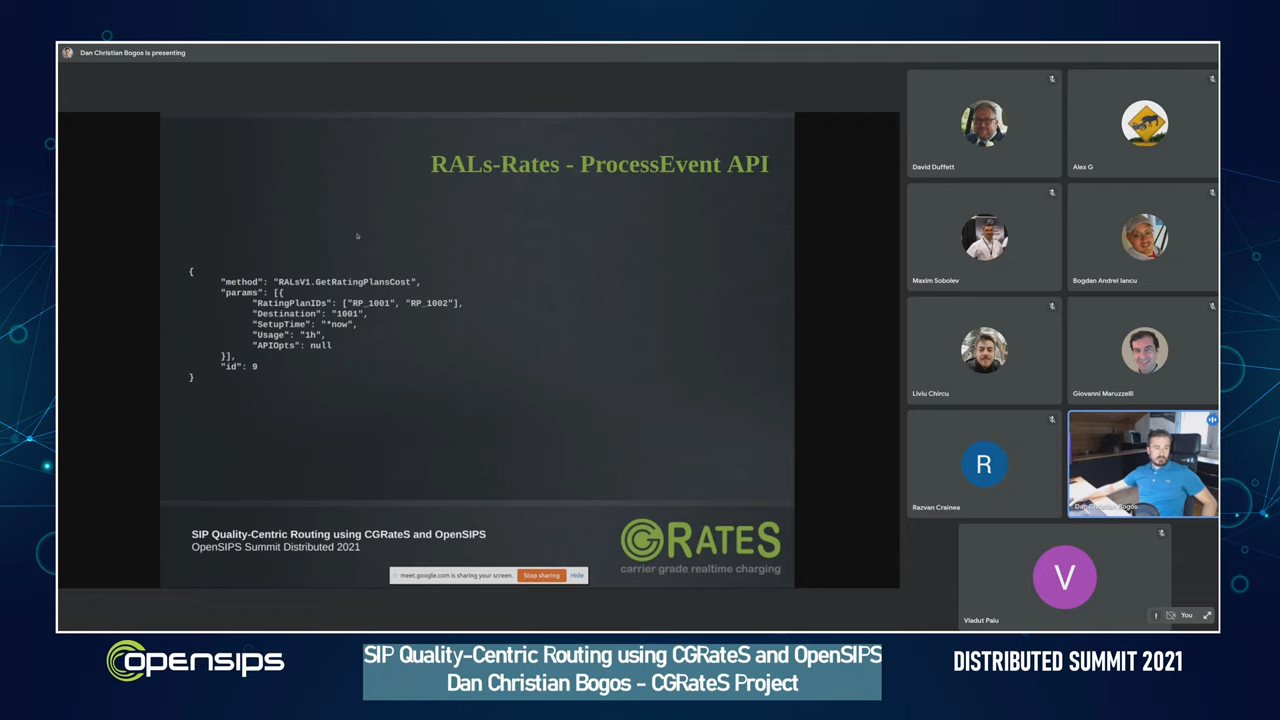 Dan Christian Bogos is presenting
RALs-Rates - ProcessEvent API
{
"method": "RALsV1.GetRatingPlansCost",
"params": [{
"RatingPlanIDs": ["RP_1001", "RP_1002"],
"Destination": "1001",
"SetupTime": "*now",
"Usage": "1h",
"APIOpts": null
}],
"id": 9
}
SIP Quality-Centric Routing using CGRateS and OpenSIPS
OpenSIPS Summit Distributed 2021
CGRATES
carrier grade realtime charging
meet.google.com is sharing your screen.
Stop sharing
Hide
David Duffett
Alex G
Maxim Sobolev
Bogdan Andrei Iancu
Liviu Chircu
Giovanni Maruzzelli
R
Razvan Crainea
Dan Christian Bogos
V
Vladut Paiu
You
opensips
SIP Quality-Centric Routing using CGRateS and OpenSIPS
Dan Christian Bogos - CGRateS Project
DISTRIBUTED SUMMIT 2021